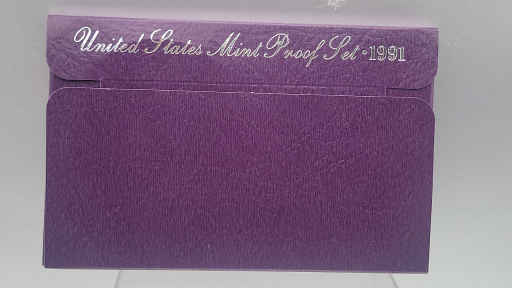 United States Mint Proof Set-1991